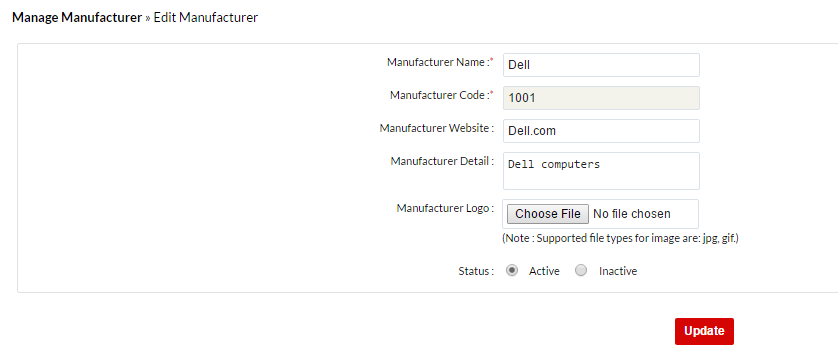 Manage Manufacturer » Edit Manufacturer
Manufacturer Name :* Dell
Manufacturer Code :* 1001
Manufacturer Website : Dell.com
Manufacturer Detail : Dell computers
Manufacturer Logo : Choose File No file chosen
(Note : Supported file types for image are: jpg, gif.)
Status : Active Inactive
Update